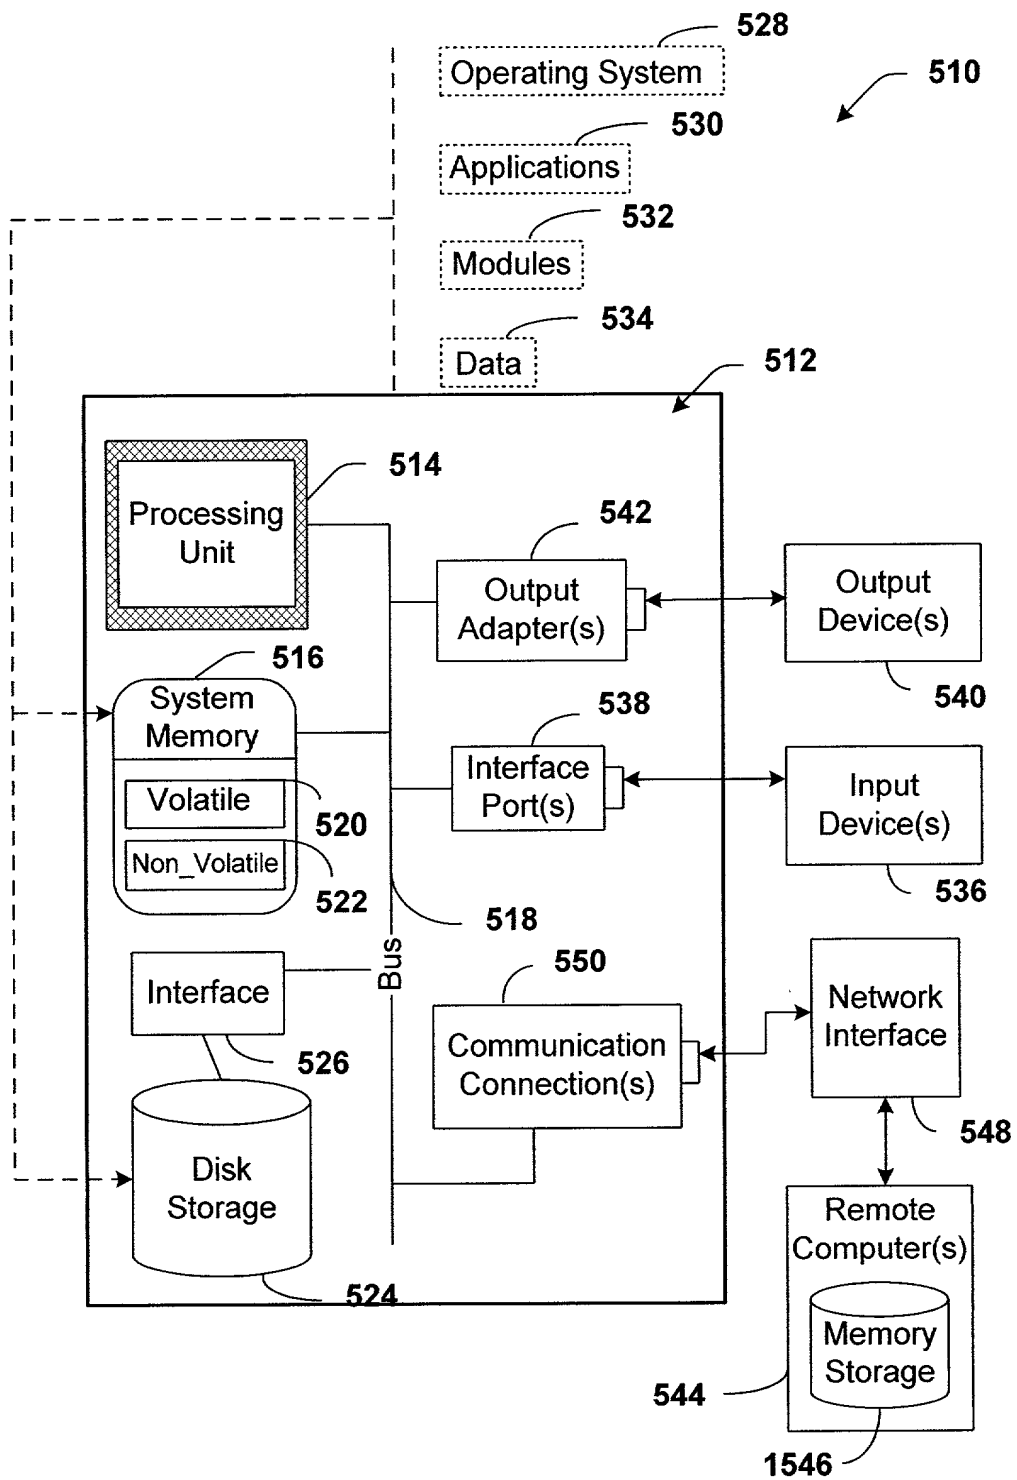 528
Operating System
510
530
Applications
532
Modules
534
Data
512
514
Processing
Unit
542
Output
Adapter(s)
Output
Device(s)
540
516
System
Memory
538
Interface
Port(s)
Input
Device(s)
536
Volatile
520
Non_Volatile
522
518
Bus
550
Interface
526
Communication
Connection(s)
Network
Interface
548
Disk
Storage
524
Remote
Computer(s)
Memory
Storage
544
1546